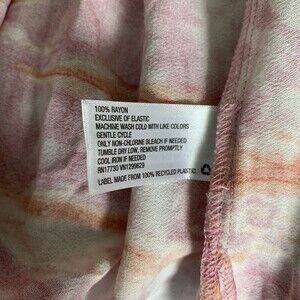 100% RAYON
EXCLUSIVE OF ELASTIC
MACHINE WASH COLD WITH LIKE COLORS
GENTLE CYCLE
ONLY NON-CHLORINE BLEACH IF NEEDED
TUMBLE DRY LOW, REMOVE PROMPTLY
COOL IRON IF NEEDED
RN17730 VN1299629
LABEL MADE FROM 100% RECYCLED PLASTIC